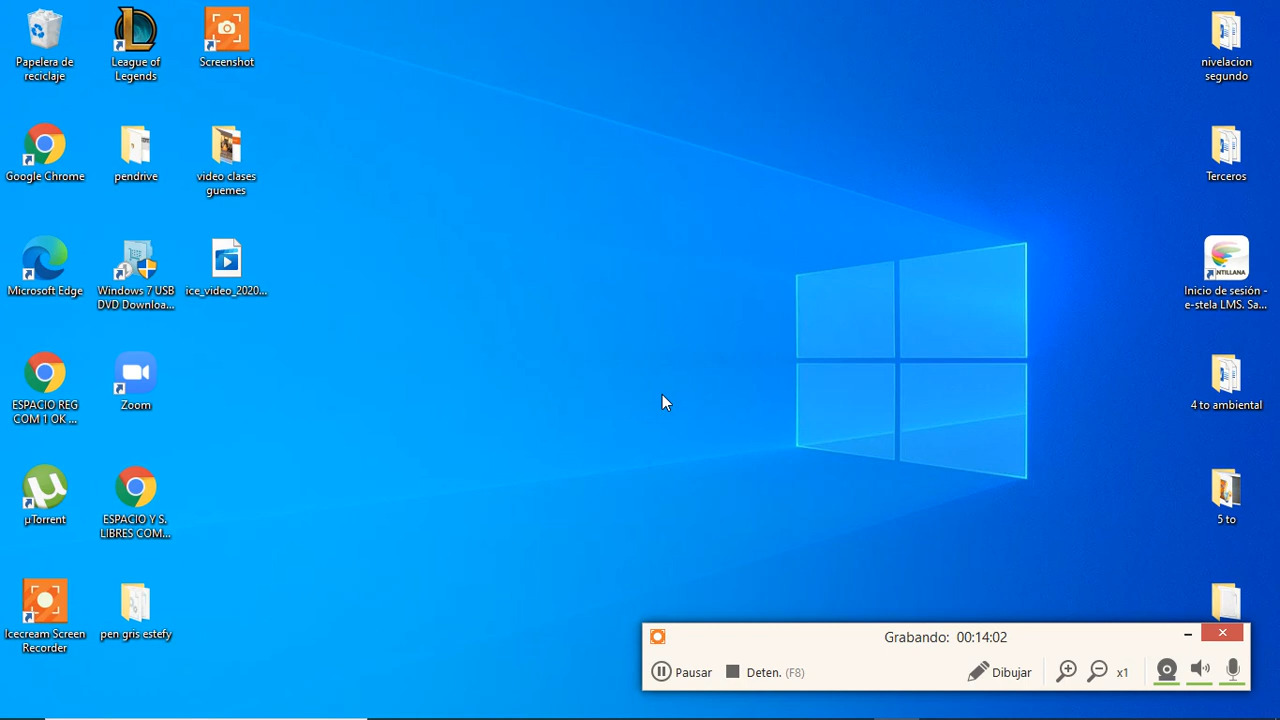 Papelera de
reciclaje
League of
Legends
Screenshot
nivelacion
segundo
Google Chrome
pendrive
video clases
guemes
Terceros
Microsoft Edge
Windows 7 USB
DVD Downloa...
ice_video_2020...
NTILLANA
Inicio de sesión -
e-stela LMS. Sa...
ESPACIO REG
COM 1 OK ...
Zoom
4 to ambiental
µTorrent
ESPACIO Y S.
LIBRES COM...
5 to
Icecream Screen
Recorder
pen gris estefy
Grabando: 00:14:02
Pausar
Deten. (F8)
Dibujar
x1